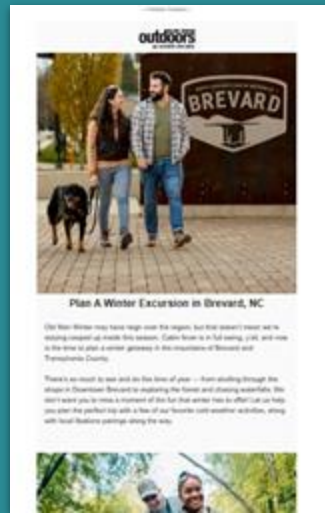 outdoors
BREVARD
Plan A Winter Excursion in Brevard, NC
Old Man Winter may have reign over the region, but that doesn't mean we're
staying cooped up inside this season. Cabin fever is in full swing, y'all, and now
is the time to plan a winter getaway in the mountains of Brevard and
Transylvania County.
There's so much to see and do this time of year — from strolling through the
shops in Downtown Brevard to exploring the forest and chasing waterfalls. We
don't want you to miss a moment of the fun that winter has to offer! Let us help
you plan the perfect trip with a few of our favorite cold-weather activities, along
with local libations pairings along the way.